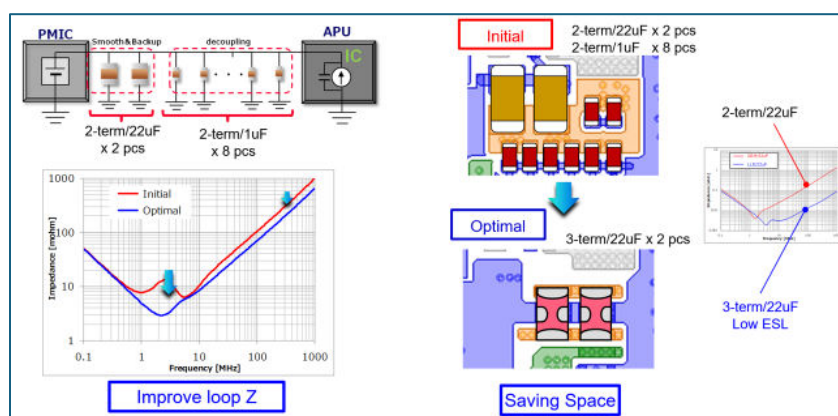 PMIC
Smooth&Backup
decoupling
APU
IC
2-term/22uF
x 2 pcs
2-term/1uF
x 8 pcs
Initial
2-term/22uF x 2 pcs
2-term/1uF x 8 pcs
Optimal
3-term/22uF x 2 pcs
2-term/22uF
3-term/22uF
Low ESL
Impedance [mohm]
1000
100
10
1
Initial
Optimal
0.1 1 10 100 1000
Frequency [MHz]
Improve loop Z
Saving Space
Frequency [MHz]